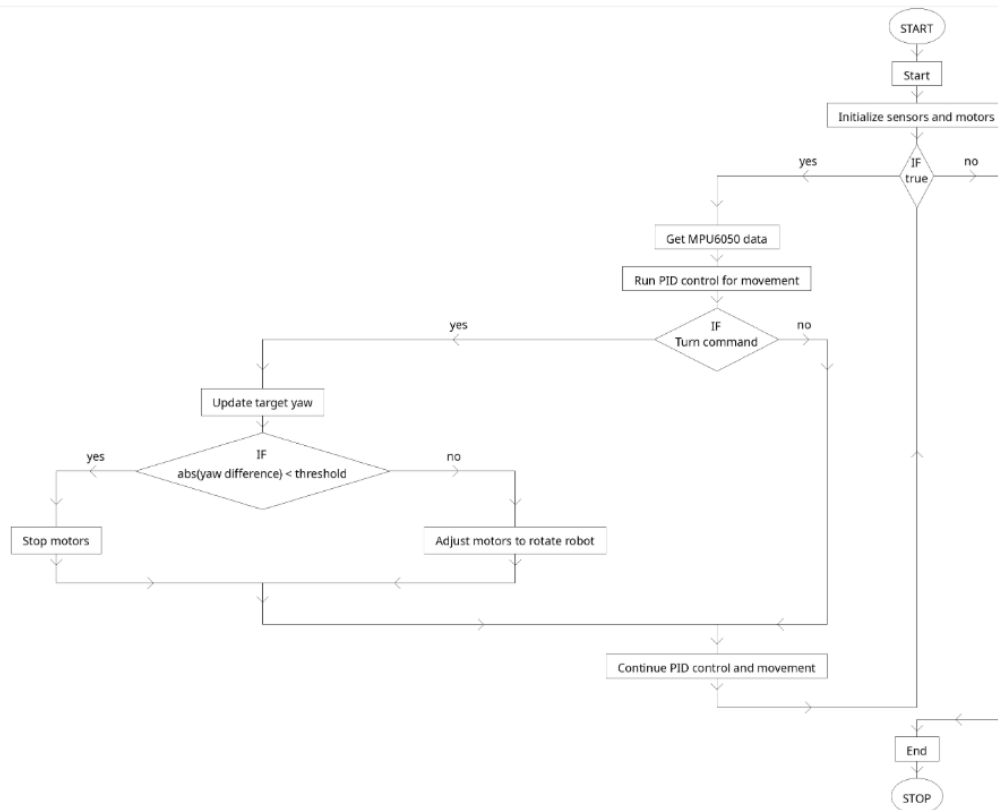 START
Start
Initialize sensors and motors
yes
IF
true
no
Get MPU6050 data
Run PID control for movement
yes
IF
Turn command
no
Update target yaw
yes
IF
abs(yaw difference) < threshold
no
Stop motors
Adjust motors to rotate robot
Continue PID control and movement
End
STOP